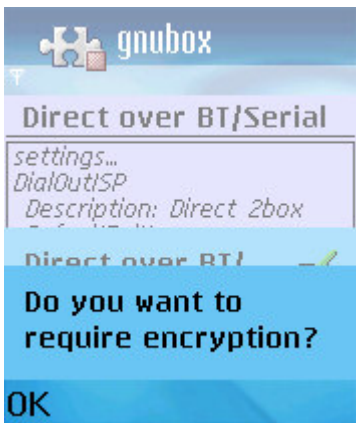 gnubox
Direct over BT/Serial
settings...
DialOutISP
Description: Direct 2box
Direct over BT/
Do you want to
require encryption?
OK